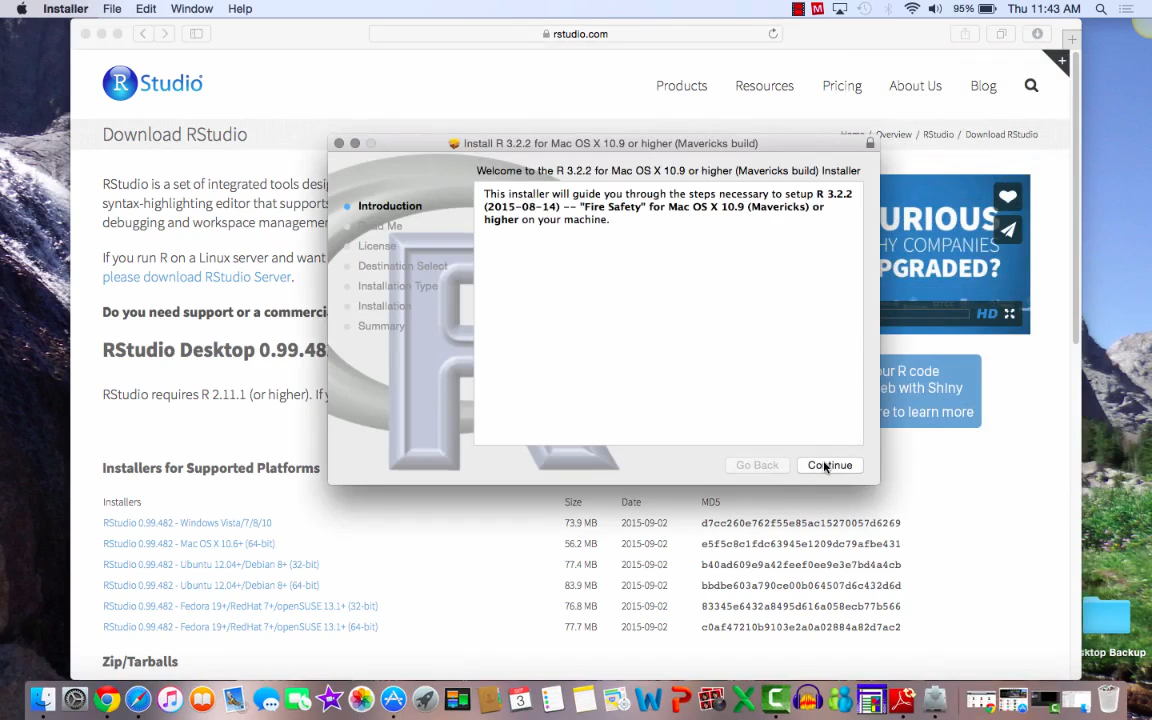 Installer File Edit Window Help
95% Thu 11:43 AM
rstudio.com
R Studio
Products Resources Pricing About Us Blog
Download RStudio
Home / Overview / RStudio / Download RStudio
Install R 3.2.2 for Mac OS X 10.9 or higher (Mavericks build)
Welcome to the R 3.2.2 for Mac OS X 10.9 or higher (Mavericks build) Installer
Introduction
Read Me
License
Destination Select
Installation Type
Installation
Summary
This installer will guide you through the steps necessary to setup R 3.2.2
(2015-08-14) -- "Fire Safety" for Mac OS X 10.9 (Mavericks) or
higher on your machine.
Go Back Continue
RStudio is a set of integrated tools
syntax-highlighting editor that supports
debugging and workspace
If you run R on a Linux server and want
please download RStudio Server.
Do you need support or a
RStudio Desktop 0.99.48
RStudio requires R 2.11.1 (or higher).
URIOUS
HY COMPANIES
PGRADED?
HD
ur R code
eb with Shiny
re to learn more
Installers for Supported Platforms
Installers Size Date MD5
RStudio 0.99.482 - Windows Vista/7/8/10 73.9 MB 2015-09-02 d7cc260e762f55e85ac15270057d6269
RStudio 0.99.482 - Mac OS X 10.6+ (64-bit) 56.2 MB 2015-09-02 e5f5c8c1fdc63945e1209dc79afbe431
RStudio 0.99.482 - Ubuntu 12.04+/Debian 8+ (32-bit) 77.4 MB 2015-09-02 b40ad609e9a42feef0ee9e3e7bd4a4cb
RStudio 0.99.482 - Ubuntu 12.04+/Debian 8+ (64-bit) 83.9 MB 2015-09-02 bbdbe603a790ce00b064507d6c432d6d
RStudio 0.99.482 - Fedora 19+/RedHat 7+/openSUSE 13.1+ (32-bit) 76.8 MB 2015-09-02 83345e6432a8495d616a058ecb77b566
RStudio 0.99.482 - Fedora 19+/RedHat 7+/openSUSE 13.1+ (64-bit) 77.7 MB 2015-09-02 c0af47210b9103e2a0a02884a82d7ac2
Zip/Tarballs
ktop Backup